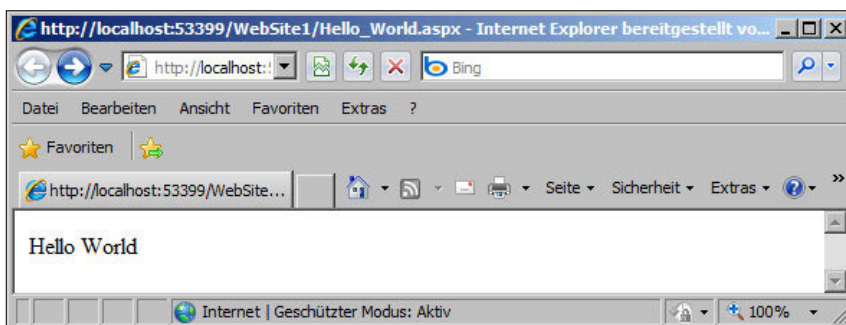 http://localhost:53399/WebSite1/Hello_World.aspx - Internet Explorer bereitgestellt vo...
http://localhost: Bing
Datei Bearbeiten Ansicht Favoriten Extras ?
Favoriten
http://localhost:53399/WebSite... Seite Sicherheit Extras »
Hello World
Internet | Geschützter Modus: Aktiv 100%